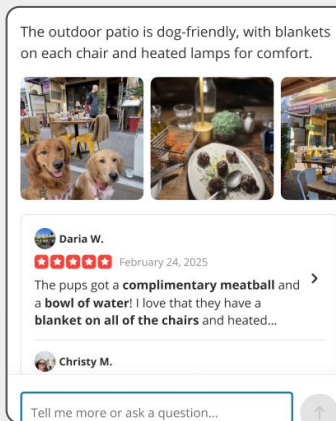 The outdoor patio is dog-friendly, with blankets
on each chair and heated lamps for comfort.
Daria W.
February 24, 2025
The pups got a complimentary meatball and
a bowl of water! I love that they have a
blanket on all of the chairs and heated...
Christy M.
Tell me more or ask a question...